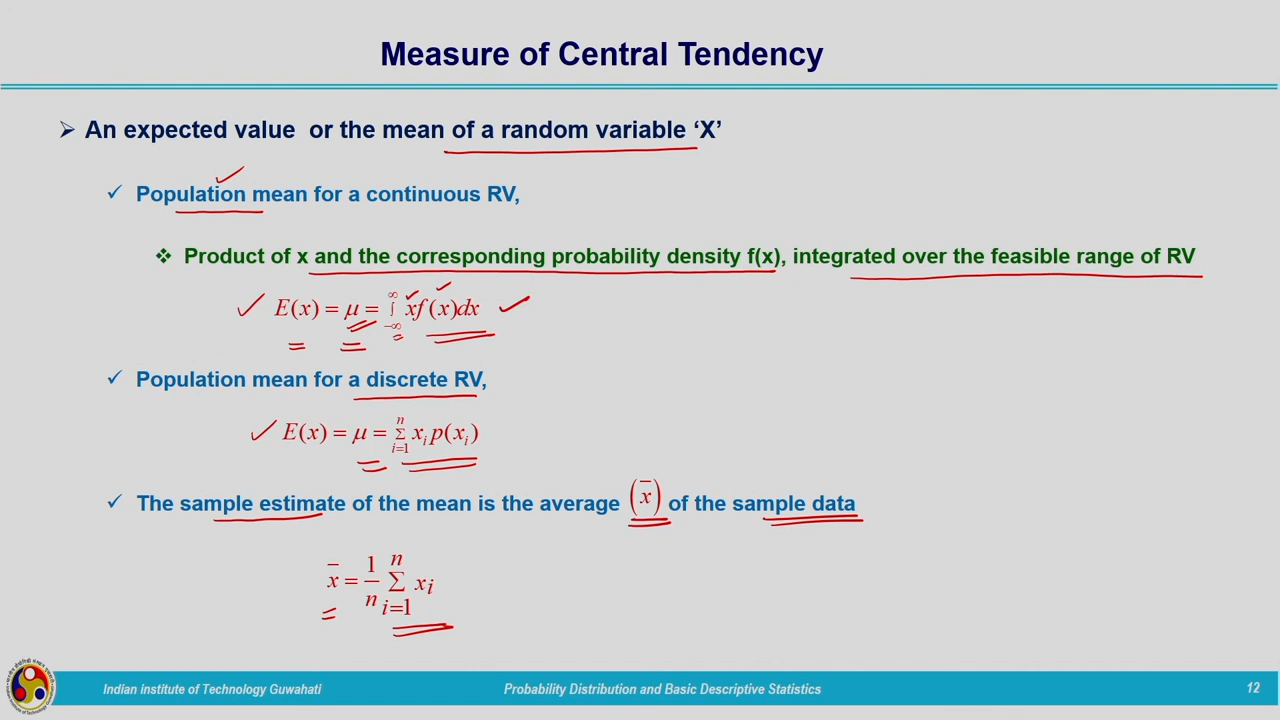 Measure of Central Tendency
➢ An expected value or the mean of a random variable ‘X’
✓ Population mean for a continuous RV,
❖ Product of x and the corresponding probability density f(x), integrated over the feasible range of RV
E(x) = μ = ∫_{−∞}^{∞} xf(x)dx
✓ Population mean for a discrete RV,
E(x) = μ = Σ_{i=1}^{n} x_i p(x_i)
✓ The sample estimate of the mean is the average (x̄) of the sample data
x̄ = 1/n Σ_{i=1}^{n} x_i
Indian institute of Technology Guwahati Probability Distribution and Basic Descriptive Statistics 12